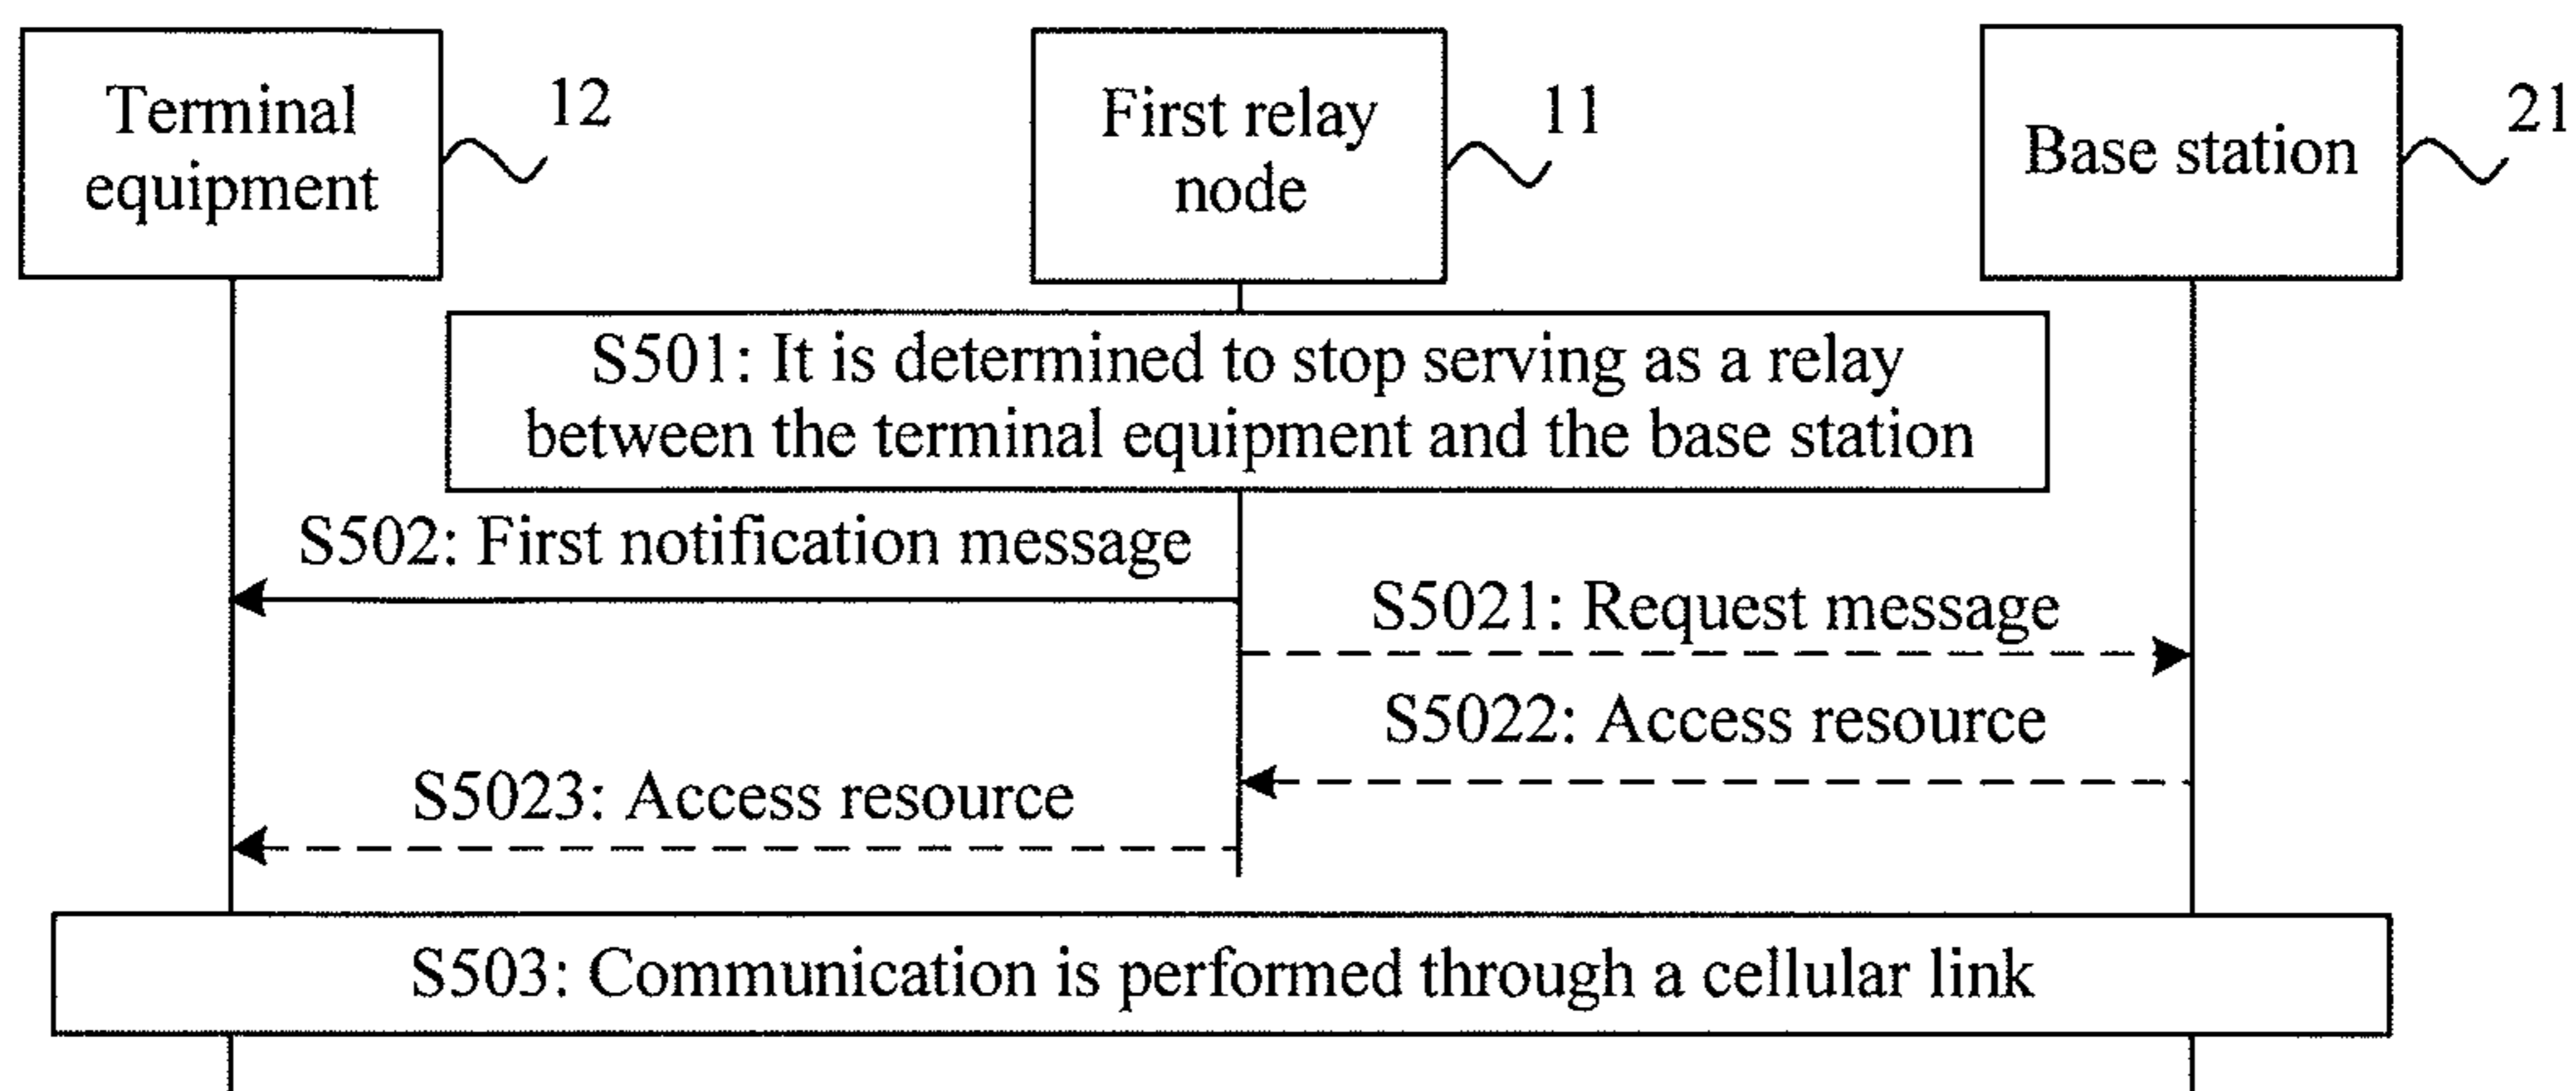 Terminal
equipment
12
First relay
node
11
Base station
21
S501: It is determined to stop serving as a relay
between the terminal equipment and the base station
S502: First notification message
S5021: Request message
S5022: Access resource
S5023: Access resource
S503: Communication is performed through a cellular link